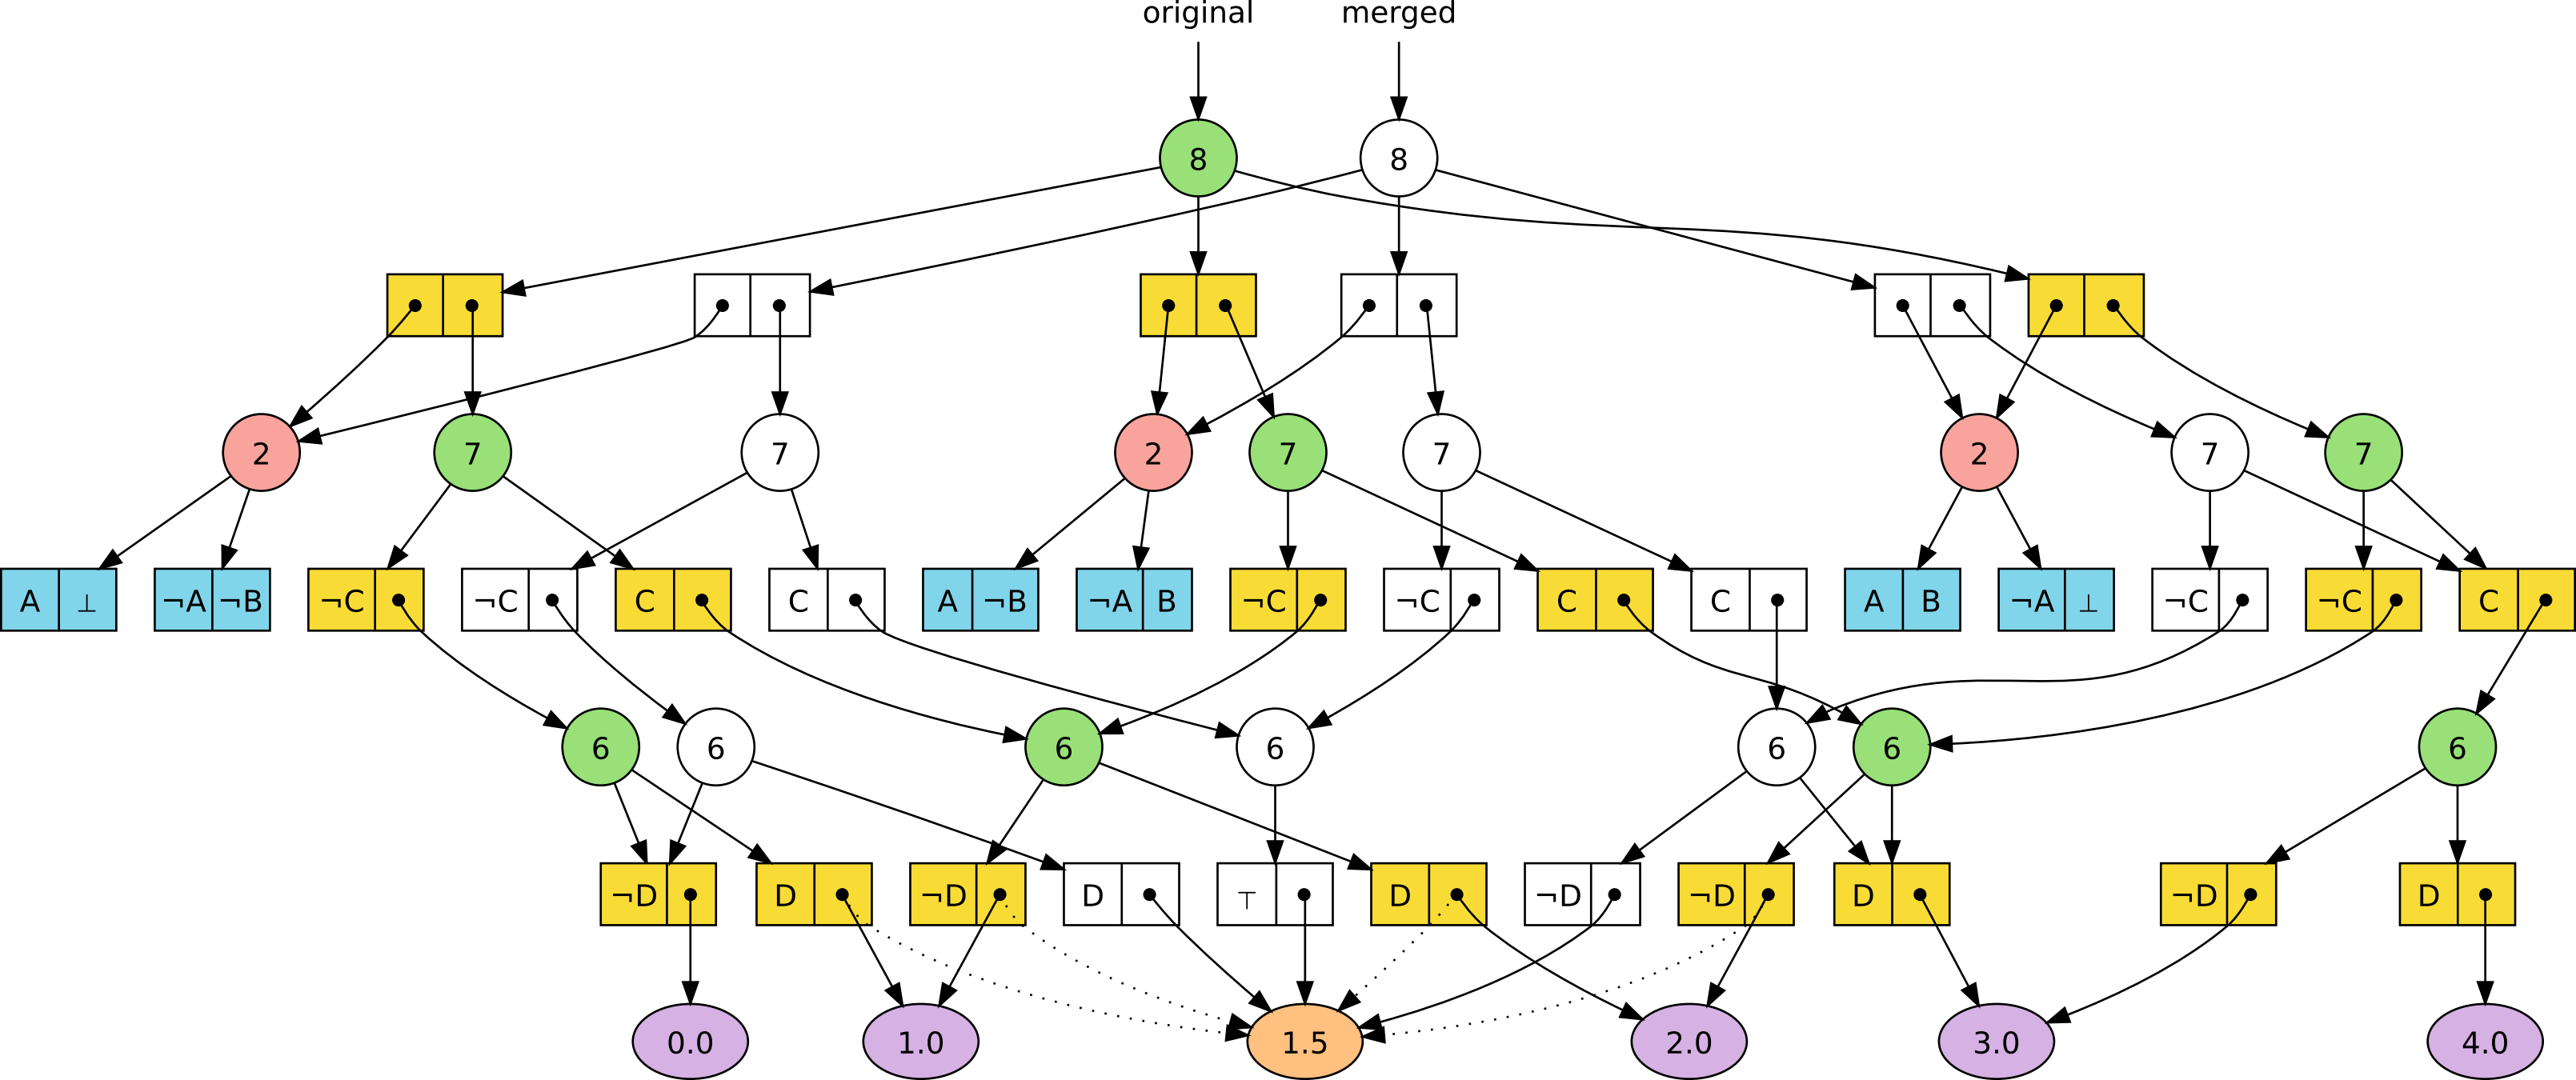 original merged
8 8
2 7 7 2 7 7 2 7 7
A ⊥ ¬A ¬B ¬C ¬C C C A ¬B ¬A B ¬C ¬C C C A B ¬A ⊥ ¬C ¬C C
6 6 6 6 6 6 6
¬D D ¬D D ⊤ D ¬D ¬D D ¬D D
0.0 1.0 1.5 2.0 3.0 4.0